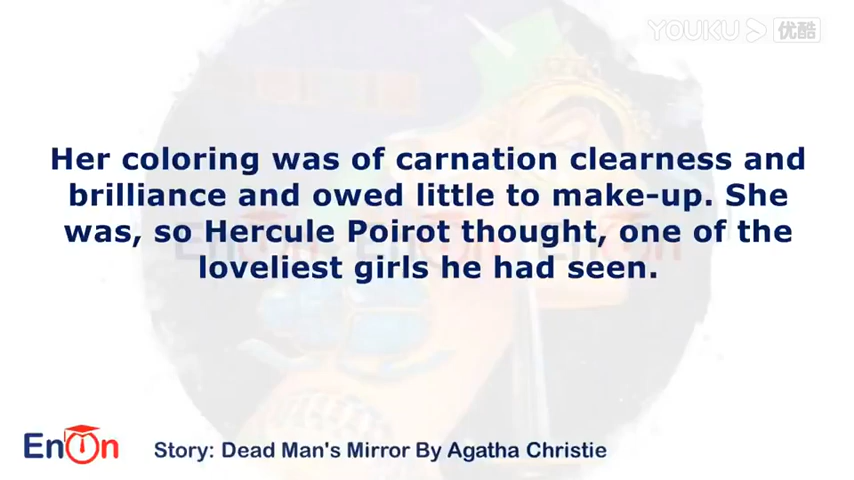 YOUKU 优酷
Her coloring was of carnation clearness and
brilliance and owed little to make-up. She
was, so Hercule Poirot thought, one of the
loveliest girls he had seen.
EnOn
Story: Dead Man's Mirror By Agatha Christie